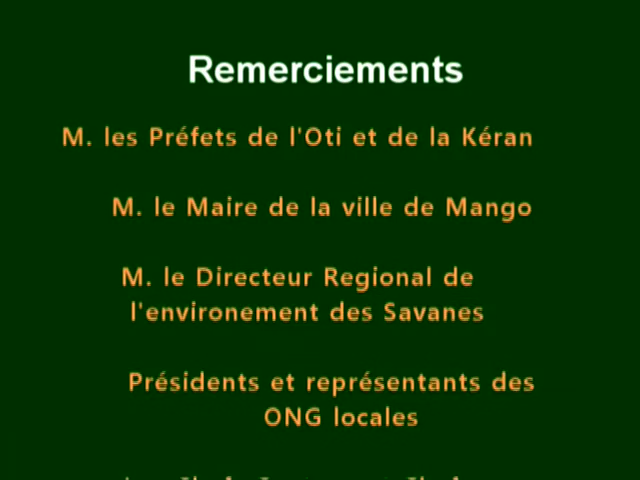 Remerciements
M. les Préfets de l'Oti et de la Kéran
M. le Maire de la ville de Mango
M. le Directeur Regional de
l'environement des Savanes
Présidents et représentants des
ONG locales